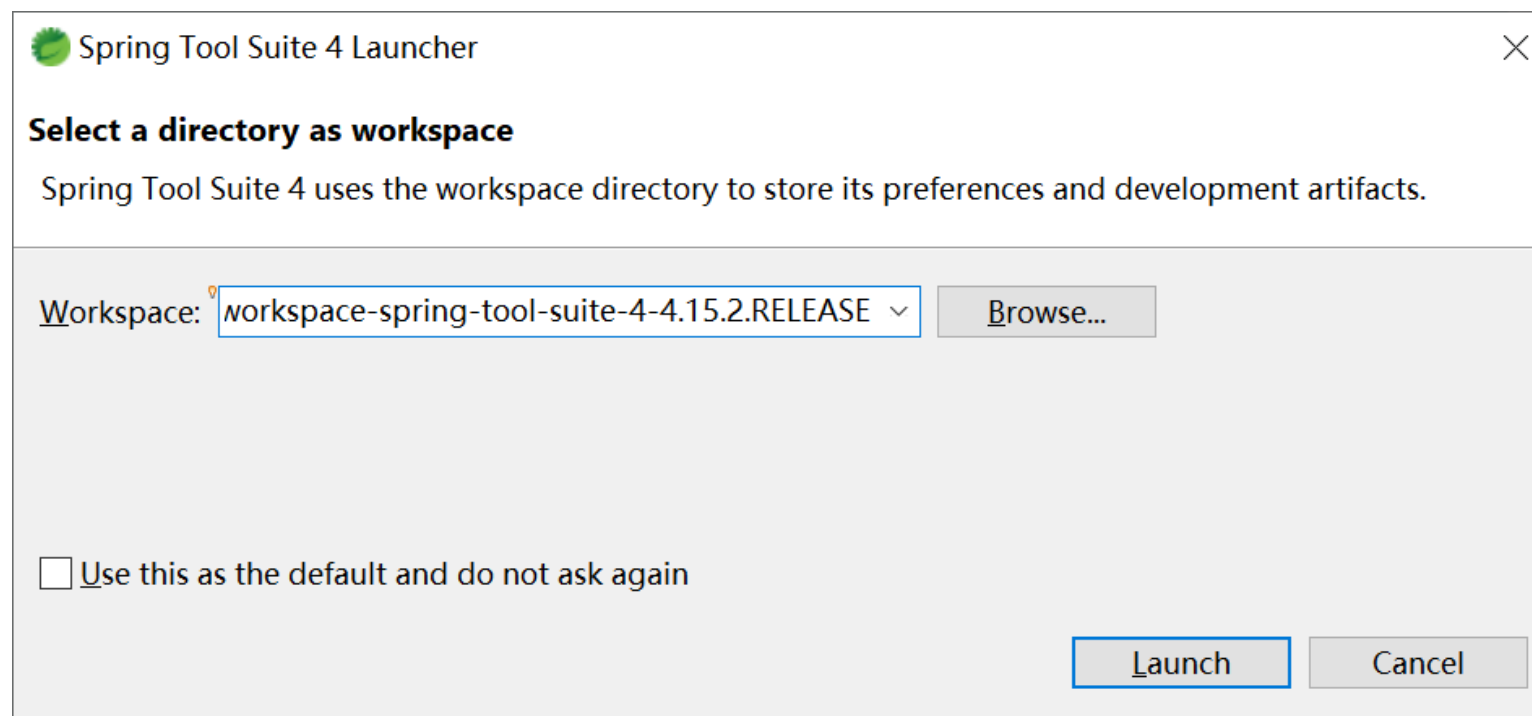 Spring Tool Suite 4 Launcher
Select a directory as workspace
Spring Tool Suite 4 uses the workspace directory to store its preferences and development artifacts.
Workspace: workspace-spring-tool-suite-4-4.15.2.RELEASE Browse...
Use this as the default and do not ask again
Launch Cancel